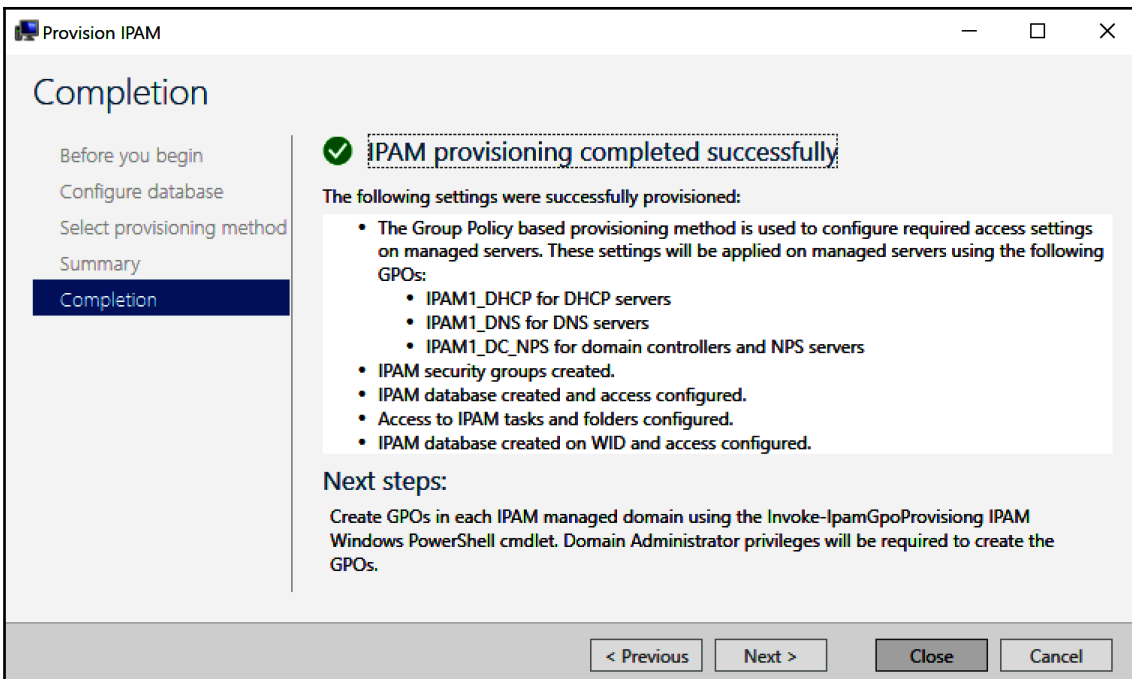 Provision IPAM
Completion
Before you begin
Configure database
Select provisioning method
Summary
Completion
IPAM provisioning completed successfully
The following settings were successfully provisioned:
• The Group Policy based provisioning method is used to configure required access settings
on managed servers. These settings will be applied on managed servers using the following
GPOs:
• IPAM1_DHCP for DHCP servers
• IPAM1_DNS for DNS servers
• IPAM1_DC_NPS for domain controllers and NPS servers
• IPAM security groups created.
• IPAM database created and access configured.
• Access to IPAM tasks and folders configured.
• IPAM database created on WID and access configured.
Next steps:
Create GPOs in each IPAM managed domain using the Invoke-IpamGpoProvisiong IPAM
Windows PowerShell cmdlet. Domain Administrator privileges will be required to create the
GPOs.
< Previous
Next >
Close
Cancel